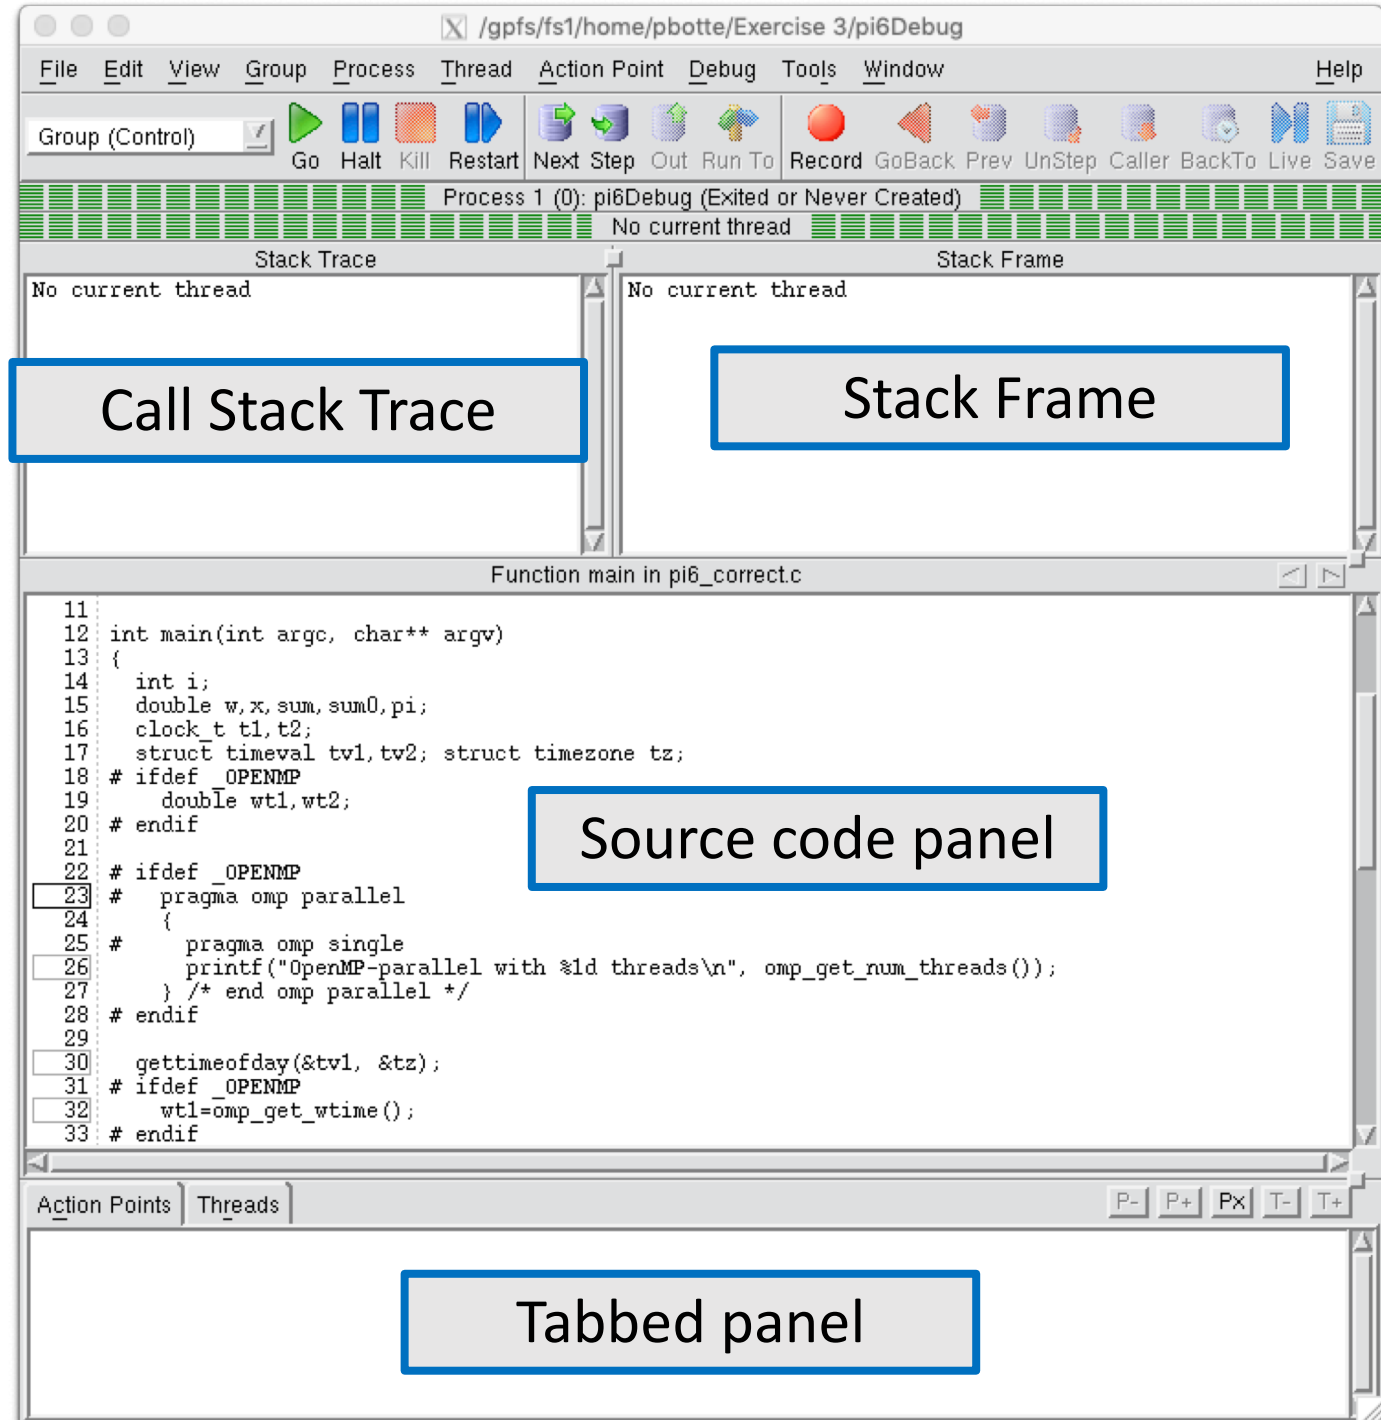 X /gpfs/fs1/home/pbotte/Exercise 3/pi6Debug
File Edit View Group Process Thread Action Point Debug Tools Window Help
Group (Control) Go Halt Kill Restart Next Step Out Run To Record GoBack Prev UnStep Caller BackTo Live Save
Process 1 (0): pi6Debug (Exited or Never Created)
No current thread
Stack Trace
Stack Frame
No current thread
No current thread
Call Stack Trace
Stack Frame
Function main in pi6_correct.c
11
12 int main(int argc, char** argv)
13 {
14 int i;
15 double w,x,sum,sum0,pi;
16 clock_t t1,t2;
17 struct timeval tv1,tv2; struct timezone tz;
18 # ifdef _OPENMP
19 double wt1,wt2;
20 # endif
21
22 # ifdef _OPENMP
23 # pragma omp parallel
24 {
25 # pragma omp single
26 printf("OpenMP-parallel with %1d threads\n", omp_get_num_threads());
27 } /* end omp parallel */
28 # endif
29
30 gettimeofday(&tv1, &tz);
31 # ifdef _OPENMP
32 wt1=omp_get_wtime();
33 # endif
Source code panel
Action Points Threads P- P+ Px T- T+
Tabbed panel